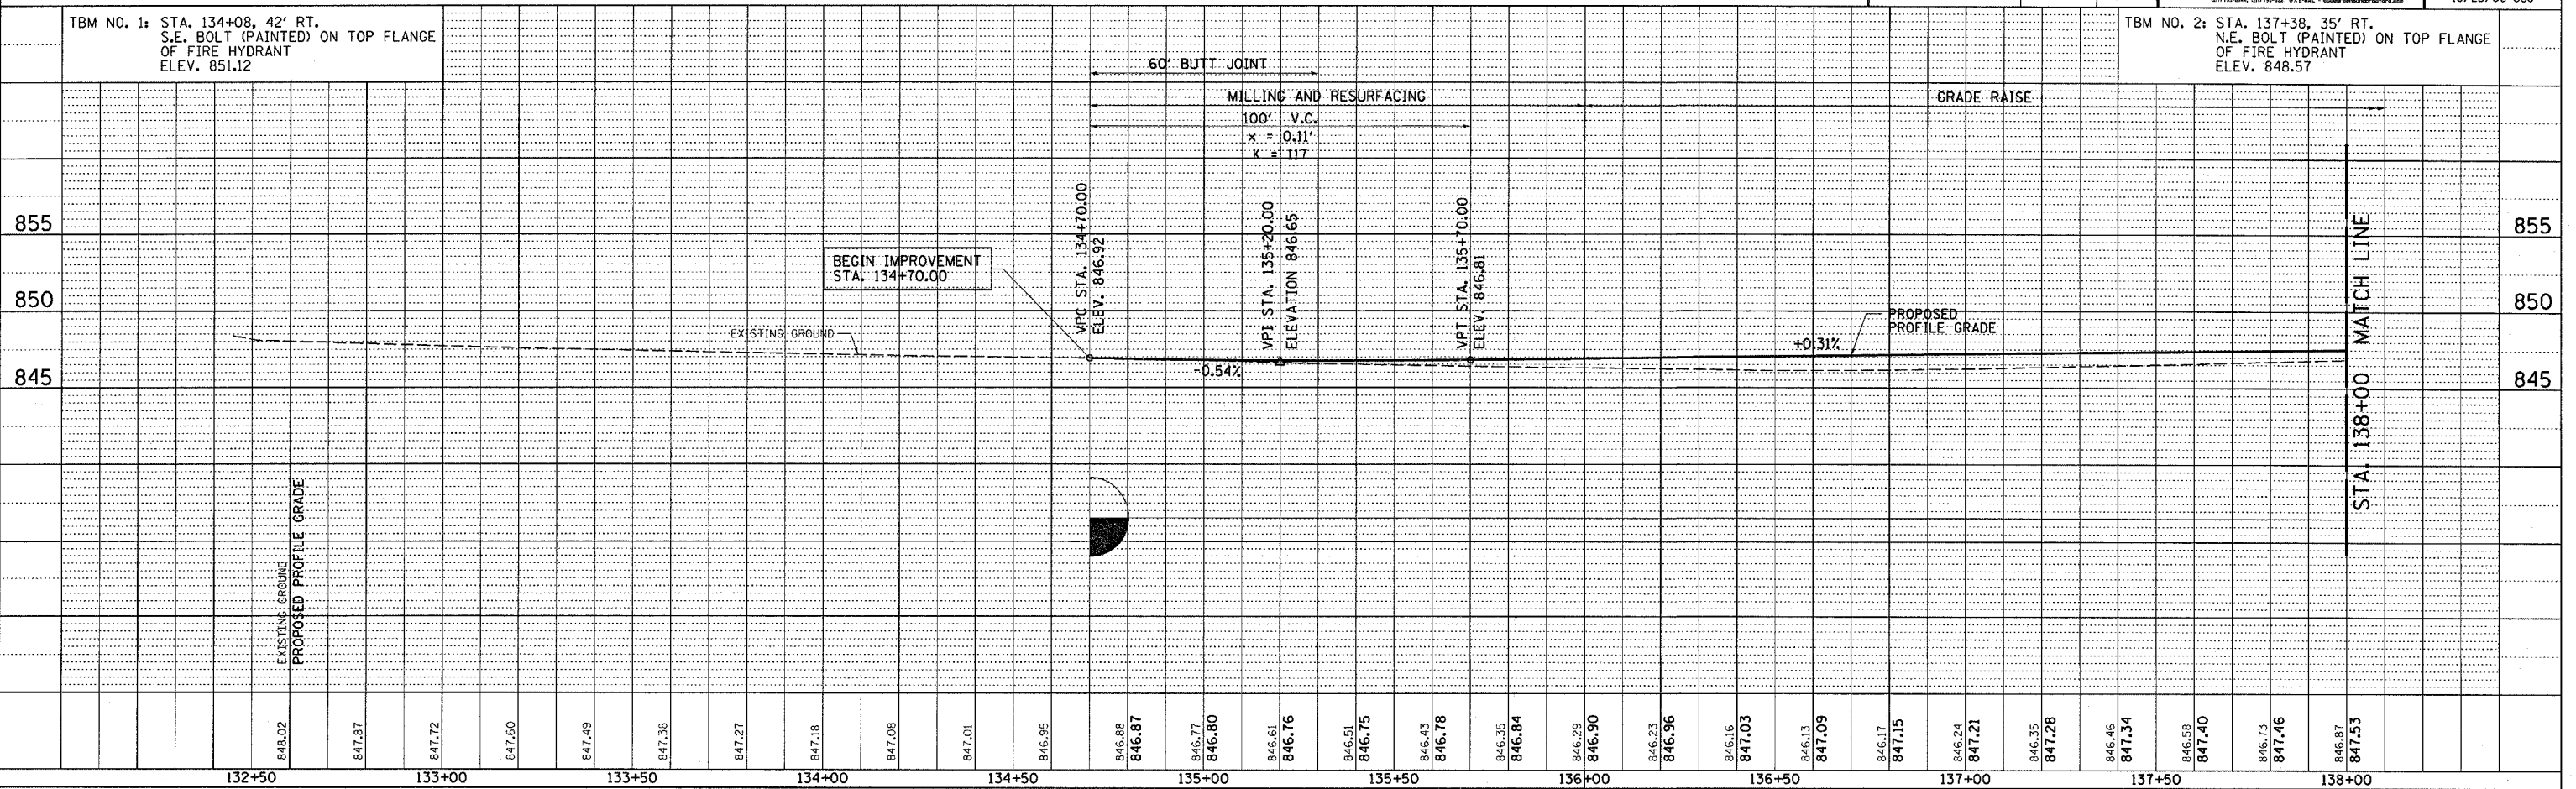 TBM NO. 1: STA. 134+08, 42' RT.
S.E. BOLT (PAINTED) ON TOP FLANGE
OF FIRE HYDRANT
ELEV. 851.12
TBM NO. 2: STA. 137+38, 35' RT.
N.E. BOLT (PAINTED) ON TOP FLANGE
OF FIRE HYDRANT
ELEV. 848.57
60' BUTT JOINT
MILLING AND RESURFACING
GRADE RAISE
100' V.C.
x = 0.11'
K = 117
855
850
845
BEGIN IMPROVEMENT
STA. 134+70.00
EXISTING GROUND
VPC STA. 134+70.00
ELEV. 846.92
VPI STA. 135+20.00
ELEVATION 846.65
VPT STA. 135+70.00
ELEV. 846.81
-0.54%
+0.31%
PROPOSED
PROFILE GRADE
STA. 138+00 MATCH LINE
855
850
845
EXISTING GROUND
PROPOSED PROFILE GRADE
848.02
847.87
847.72
847.60
847.49
847.38
847.27
847.18
847.08
847.01
846.95
846.88
846.87
846.77
846.80
846.61
846.76
846.51
846.75
846.43
846.78
846.35
846.84
846.29
846.90
846.23
846.96
846.16
847.03
846.13
847.09
846.17
847.15
846.24
847.21
846.35
847.28
846.46
847.34
846.58
847.40
846.73
847.46
846.87
847.53
132+50
133+00
133+50
134+00
134+50
135+00
135+50
136+00
136+50
137+00
137+50
138+00